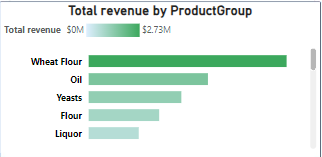 Total revenue by ProductGroup
Total revenue $0M $2.73M
Wheat Flour
Oil
Yeasts
Flour
Liquor